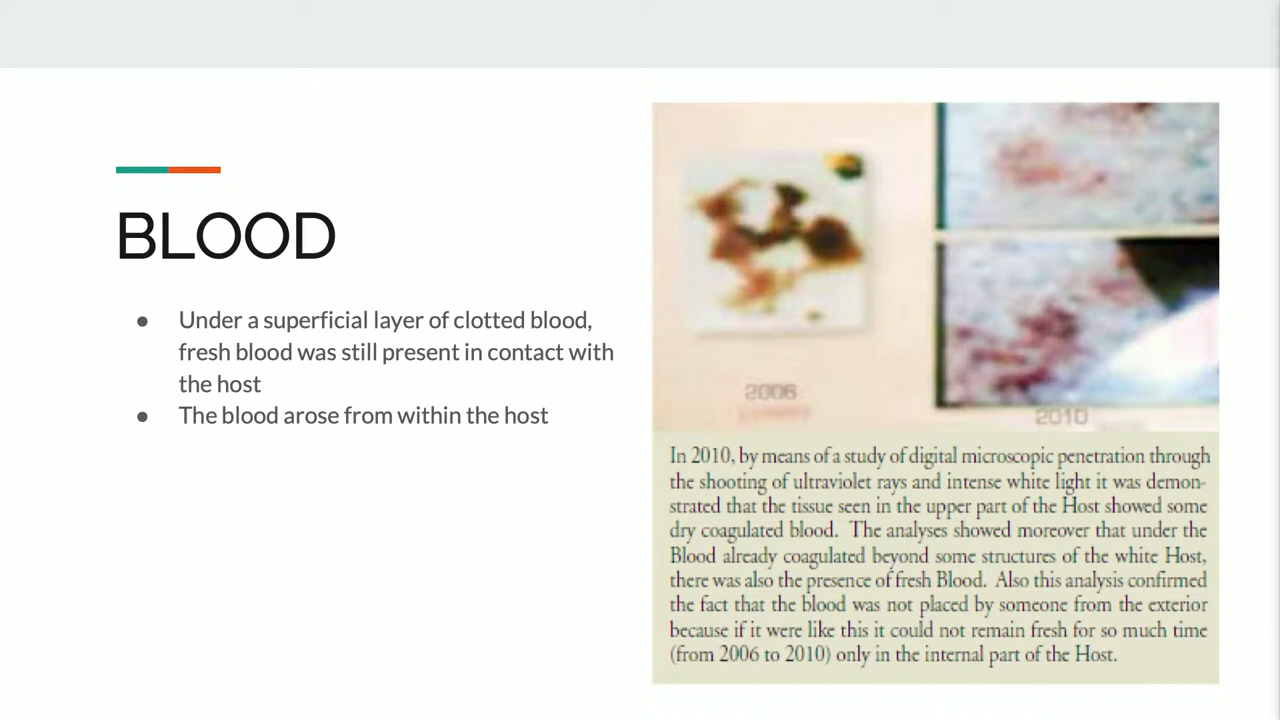 BLOOD
● Under a superficial layer of clotted blood,
fresh blood was still present in contact with
the host
● The blood arose from within the host
2006
2010
In 2010, by means of a study of digital microscopic penetration through
the shooting of ultraviolet rays and intense white light it was demon-
strated that the tissue seen in the upper part of the Host showed some
dry coagulated blood. The analyses showed moreover that under the
Blood already coagulated beyond some structures of the white Host,
there was also the presence of fresh Blood. Also this analysis confirmed
the fact that the blood was not placed by someone from the exterior
because if it were like this it could not remain fresh for so much time
(from 2006 to 2010) only in the internal part of the Host.